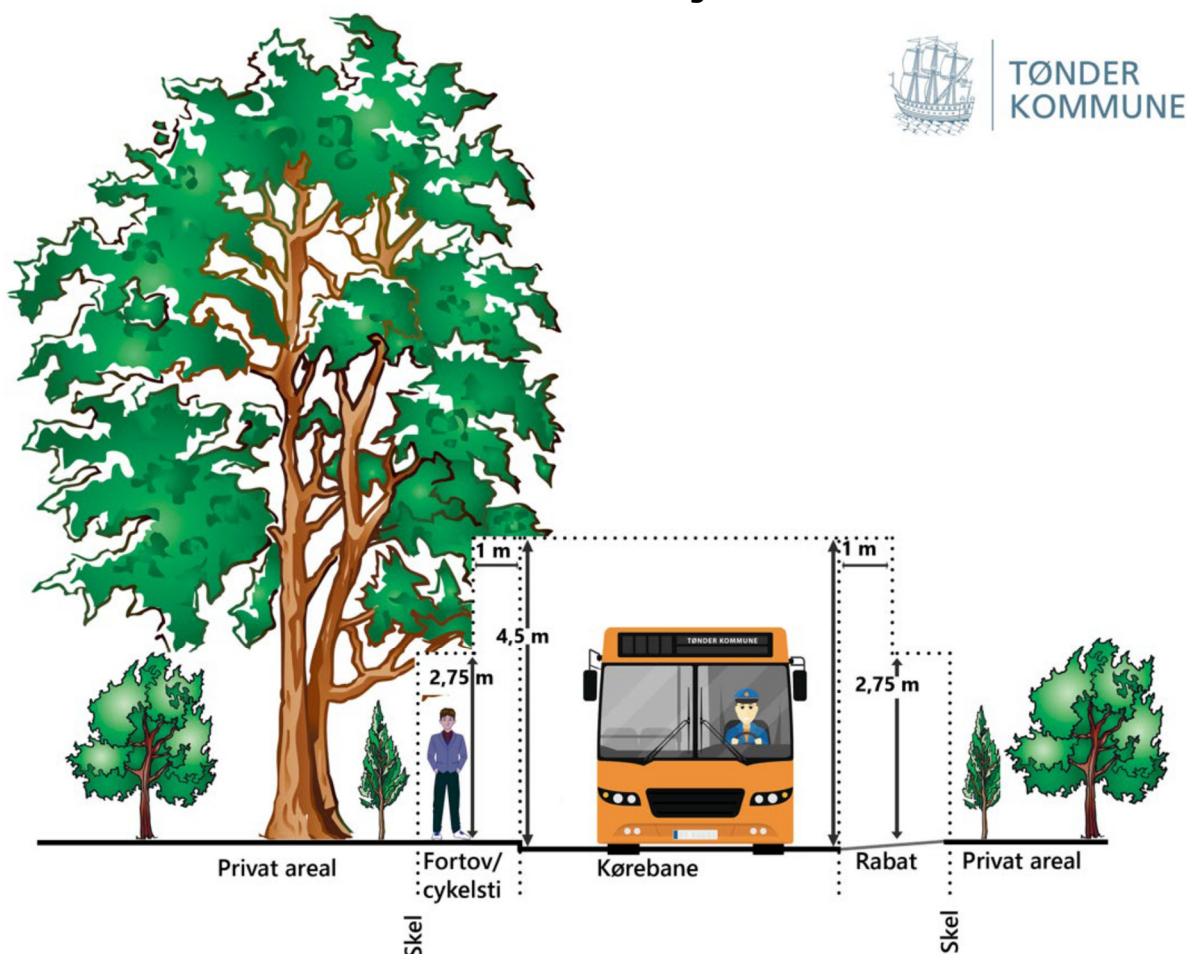 TØNDER
KOMMUNE
1 m
1 m
4,5 m
TØNDER KOMMUNE
2,75 m
2,75 m
Privat areal
Fortov/
cykelsti
Kørebane
Rabat
Privat areal
Skel
Skel